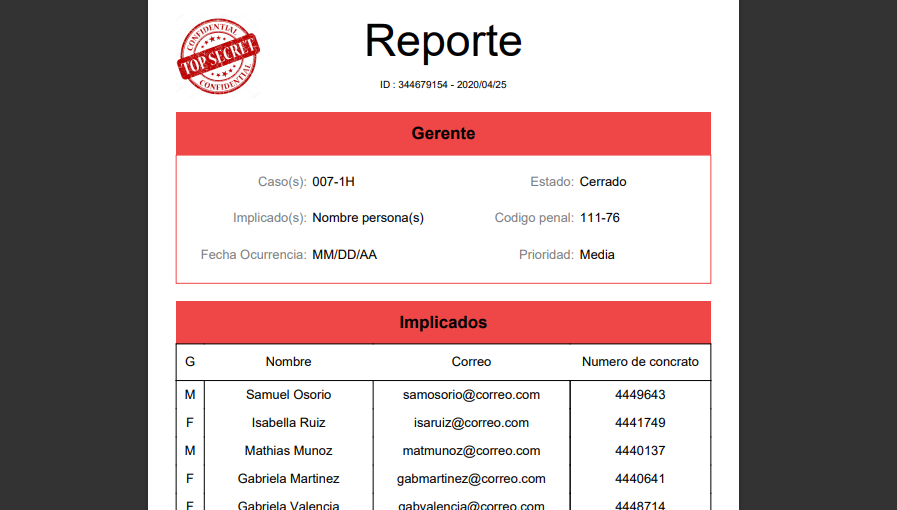 CONFIDENTIAL
TOP SECRET
CONFIDENTIAL
Reporte
ID : 344679154 - 2020/04/25
Gerente
Caso(s): 007-1H Estado: Cerrado
Implicado(s): Nombre persona(s) Codigo penal: 111-76
Fecha Ocurrencia: MM/DD/AA Prioridad: Media
Implicados
G Nombre Correo Numero de concrato
M Samuel Osorio samosorio@correo.com 4449643
F Isabella Ruiz isaruiz@correo.com 4441749
M Mathias Munoz matmunoz@correo.com 4440137
F Gabriela Martinez gabmartinez@correo.com 4440641
F Gabriela Valencia gabvalencia@correo.com 4448714